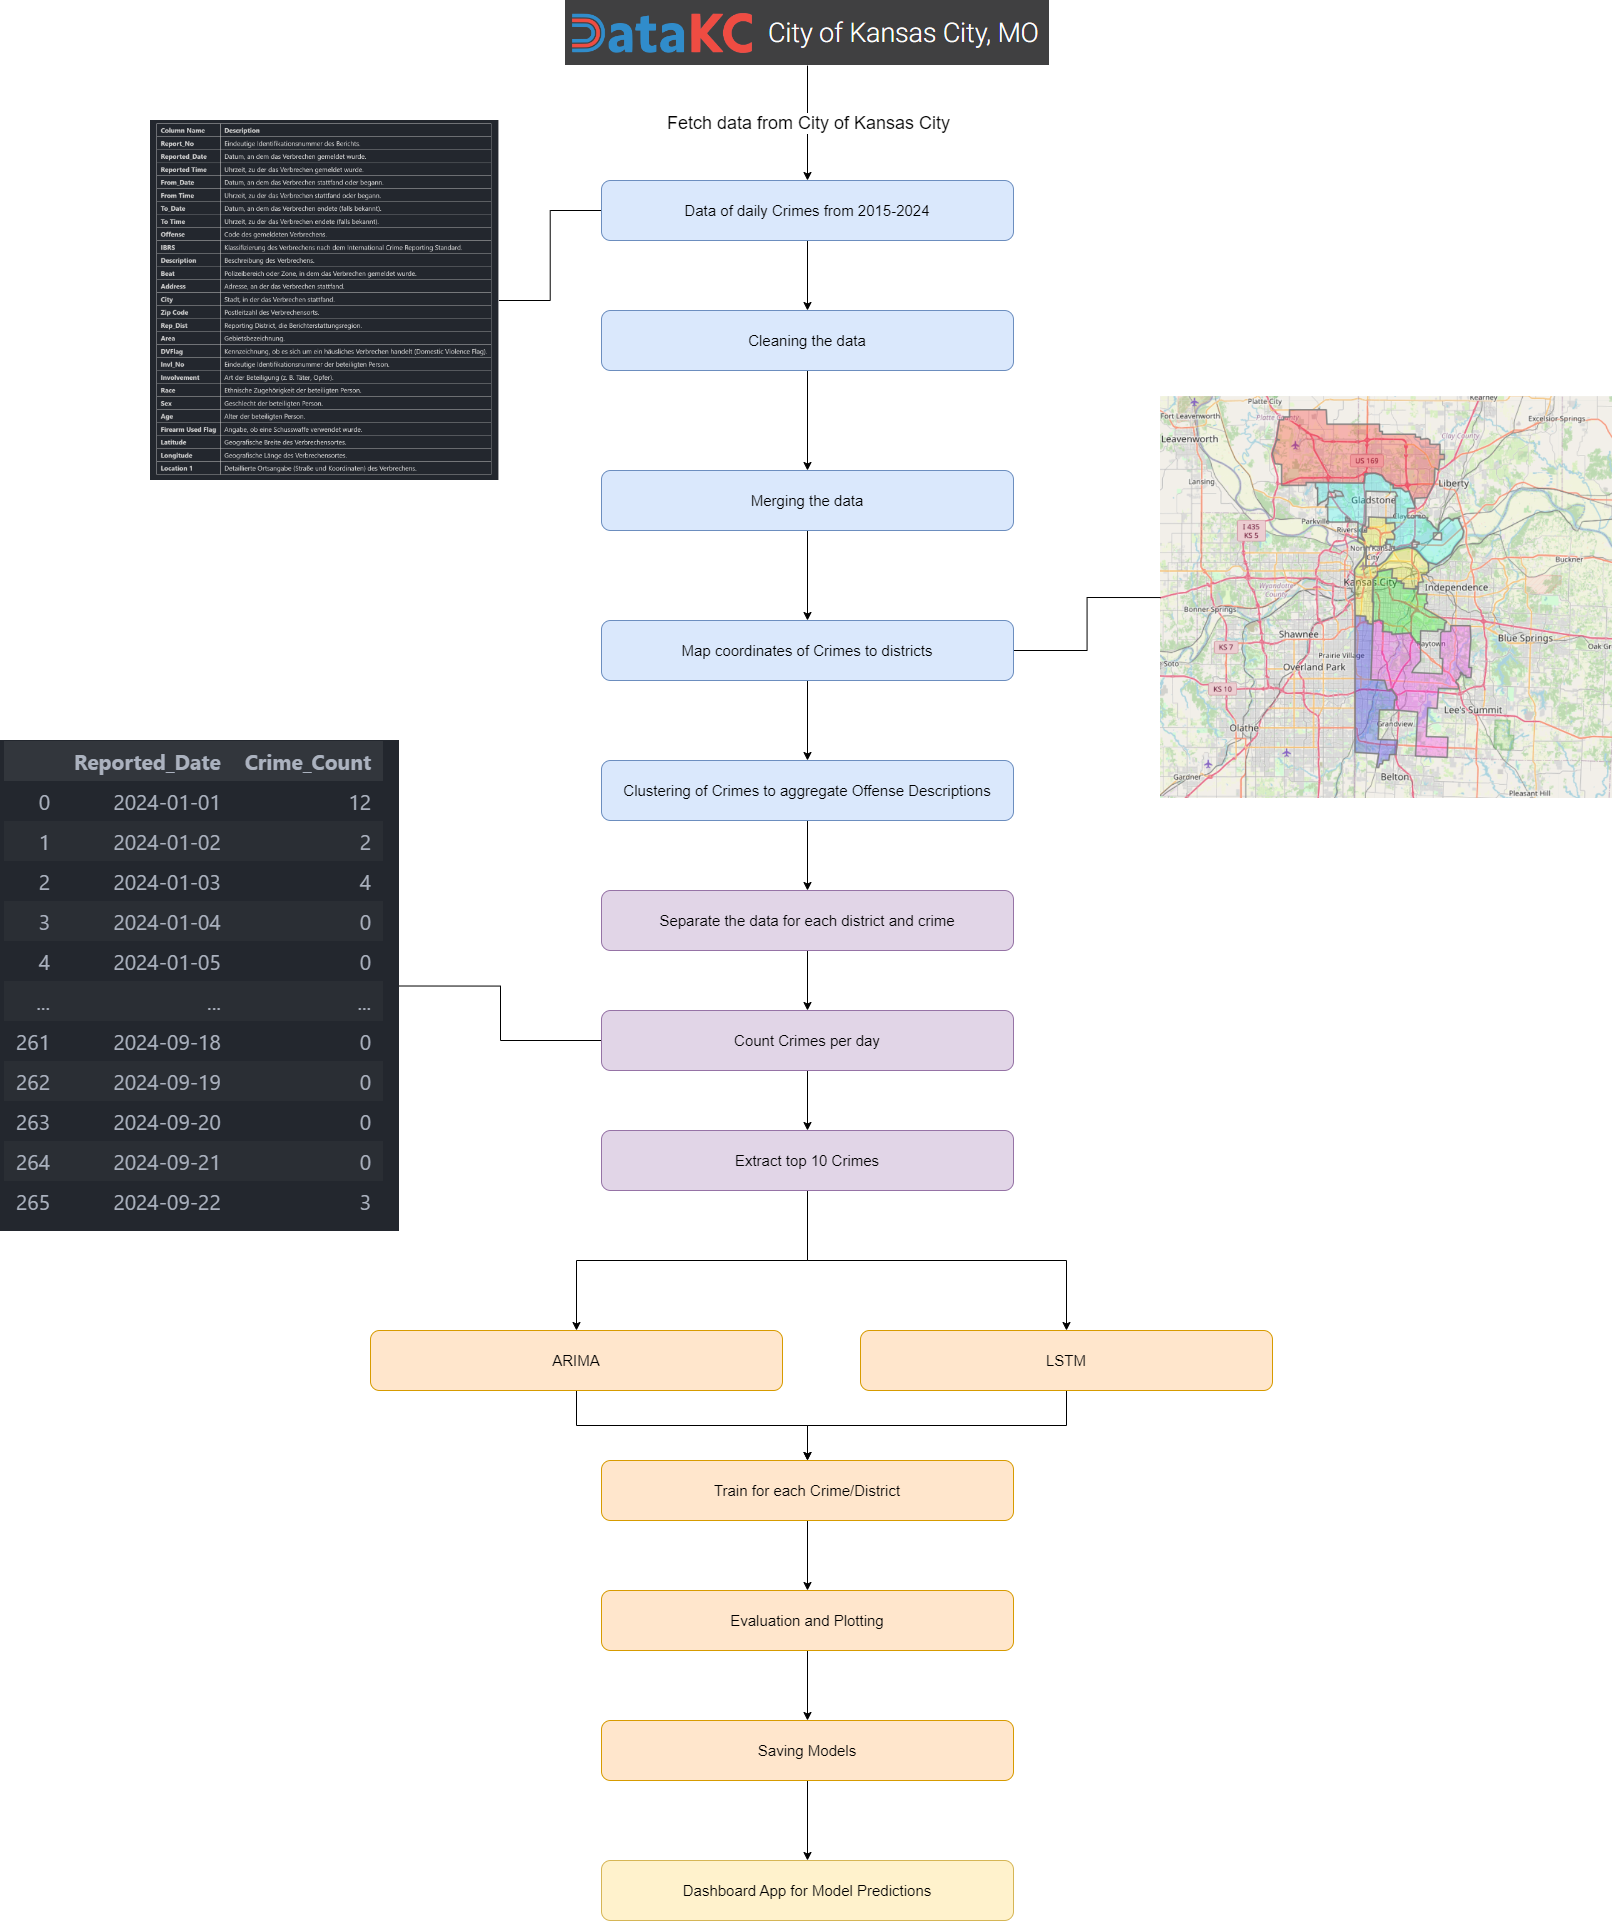 DataKC City of Kansas City, MO
Fetch data from City of Kansas City
Column Name Description
Report_No Eindeutige Identifikationsnummer des Berichts.
Reported_Date Datum, an dem das Verbrechen gemeldet wurde.
Reported Time Uhrzeit, zu der das Verbrechen gemeldet wurde.
From_Date Datum, an dem das Verbrechen stattfand oder begann.
From Time Uhrzeit, zu der das Verbrechen stattfand oder begann.
To_Date Datum, an dem das Verbrechen endete (falls bekannt).
To Time Uhrzeit, zu der das Verbrechen endete (falls bekannt).
Offense Code des gemeldeten Verbrechens.
IBRS Klassifizierung des Verbrechens nach dem International Crime Reporting Standard.
Description Beschreibung des Verbrechens.
Beat Polizeibereich oder Zone, in dem das Verbrechen gemeldet wurde.
Address Adresse, an der das Verbrechen stattfand.
City Stadt, in der das Verbrechen stattfand.
Zip Code Postleitzahl des Verbrechensorts.
Rep_Dist Reporting District, die Berichterstattungsregion.
Area Gebietsbezeichnung.
DVFlag Kennzeichnung, ob es sich um ein häusliches Verbrechen handelt (Domestic Violence Flag).
Invl_No Eindeutige Identifikationsnummer der beteiligten Person.
Involvement Art der Beteiligung (z. B. Täter, Opfer).
Race Ethnische Zugehörigkeit der beteiligten Person.
Sex Geschlecht der beteiligten Person.
Age Alter der beteiligten Person.
Firearm Used Flag Angabe, ob eine Schusswaffe verwendet wurde.
Latitude Geografische Breite des Verbrechensortes.
Longitude Geografische Länge des Verbrechensortes.
Location 1 Detaillierte Ortsangabe (Straße und Koordinaten) des Verbrechens.
Data of daily Crimes from 2015-2024
Cleaning the data
Merging the data
Map coordinates of Crimes to districts
Platte City
Kearney
Fort Leavenworth
Platte County
Excelsior Springs
Leavenworth
Clay County
US 169
Lansing
Liberty
Gladstone
Parkville
Claycomo
I 435
KS 5
Riverside
North Kansas
City
Buckner
Kansas City
Independence
Wyandotte
County
Bonner Springs
Shawnee
Blue Springs
KS 7
Raytown
Oak Gr
Prairie Village
Soto
Overland Park
KS 10
Lee's Summit
Olathe
Grandview
Gardner
Belton
Pleasant Hill
Clustering of Crimes to aggregate Offense Descriptions
Separate the data for each district and crime
Count Crimes per day
Reported_Date Crime_Count
0 2024-01-01 12
1 2024-01-02 2
2 2024-01-03 4
3 2024-01-04 0
4 2024-01-05 0
... ... ...
261 2024-09-18 0
262 2024-09-19 0
263 2024-09-20 0
264 2024-09-21 0
265 2024-09-22 3
Extract top 10 Crimes
ARIMA
LSTM
Train for each Crime/District
Evaluation and Plotting
Saving Models
Dashboard App for Model Predictions